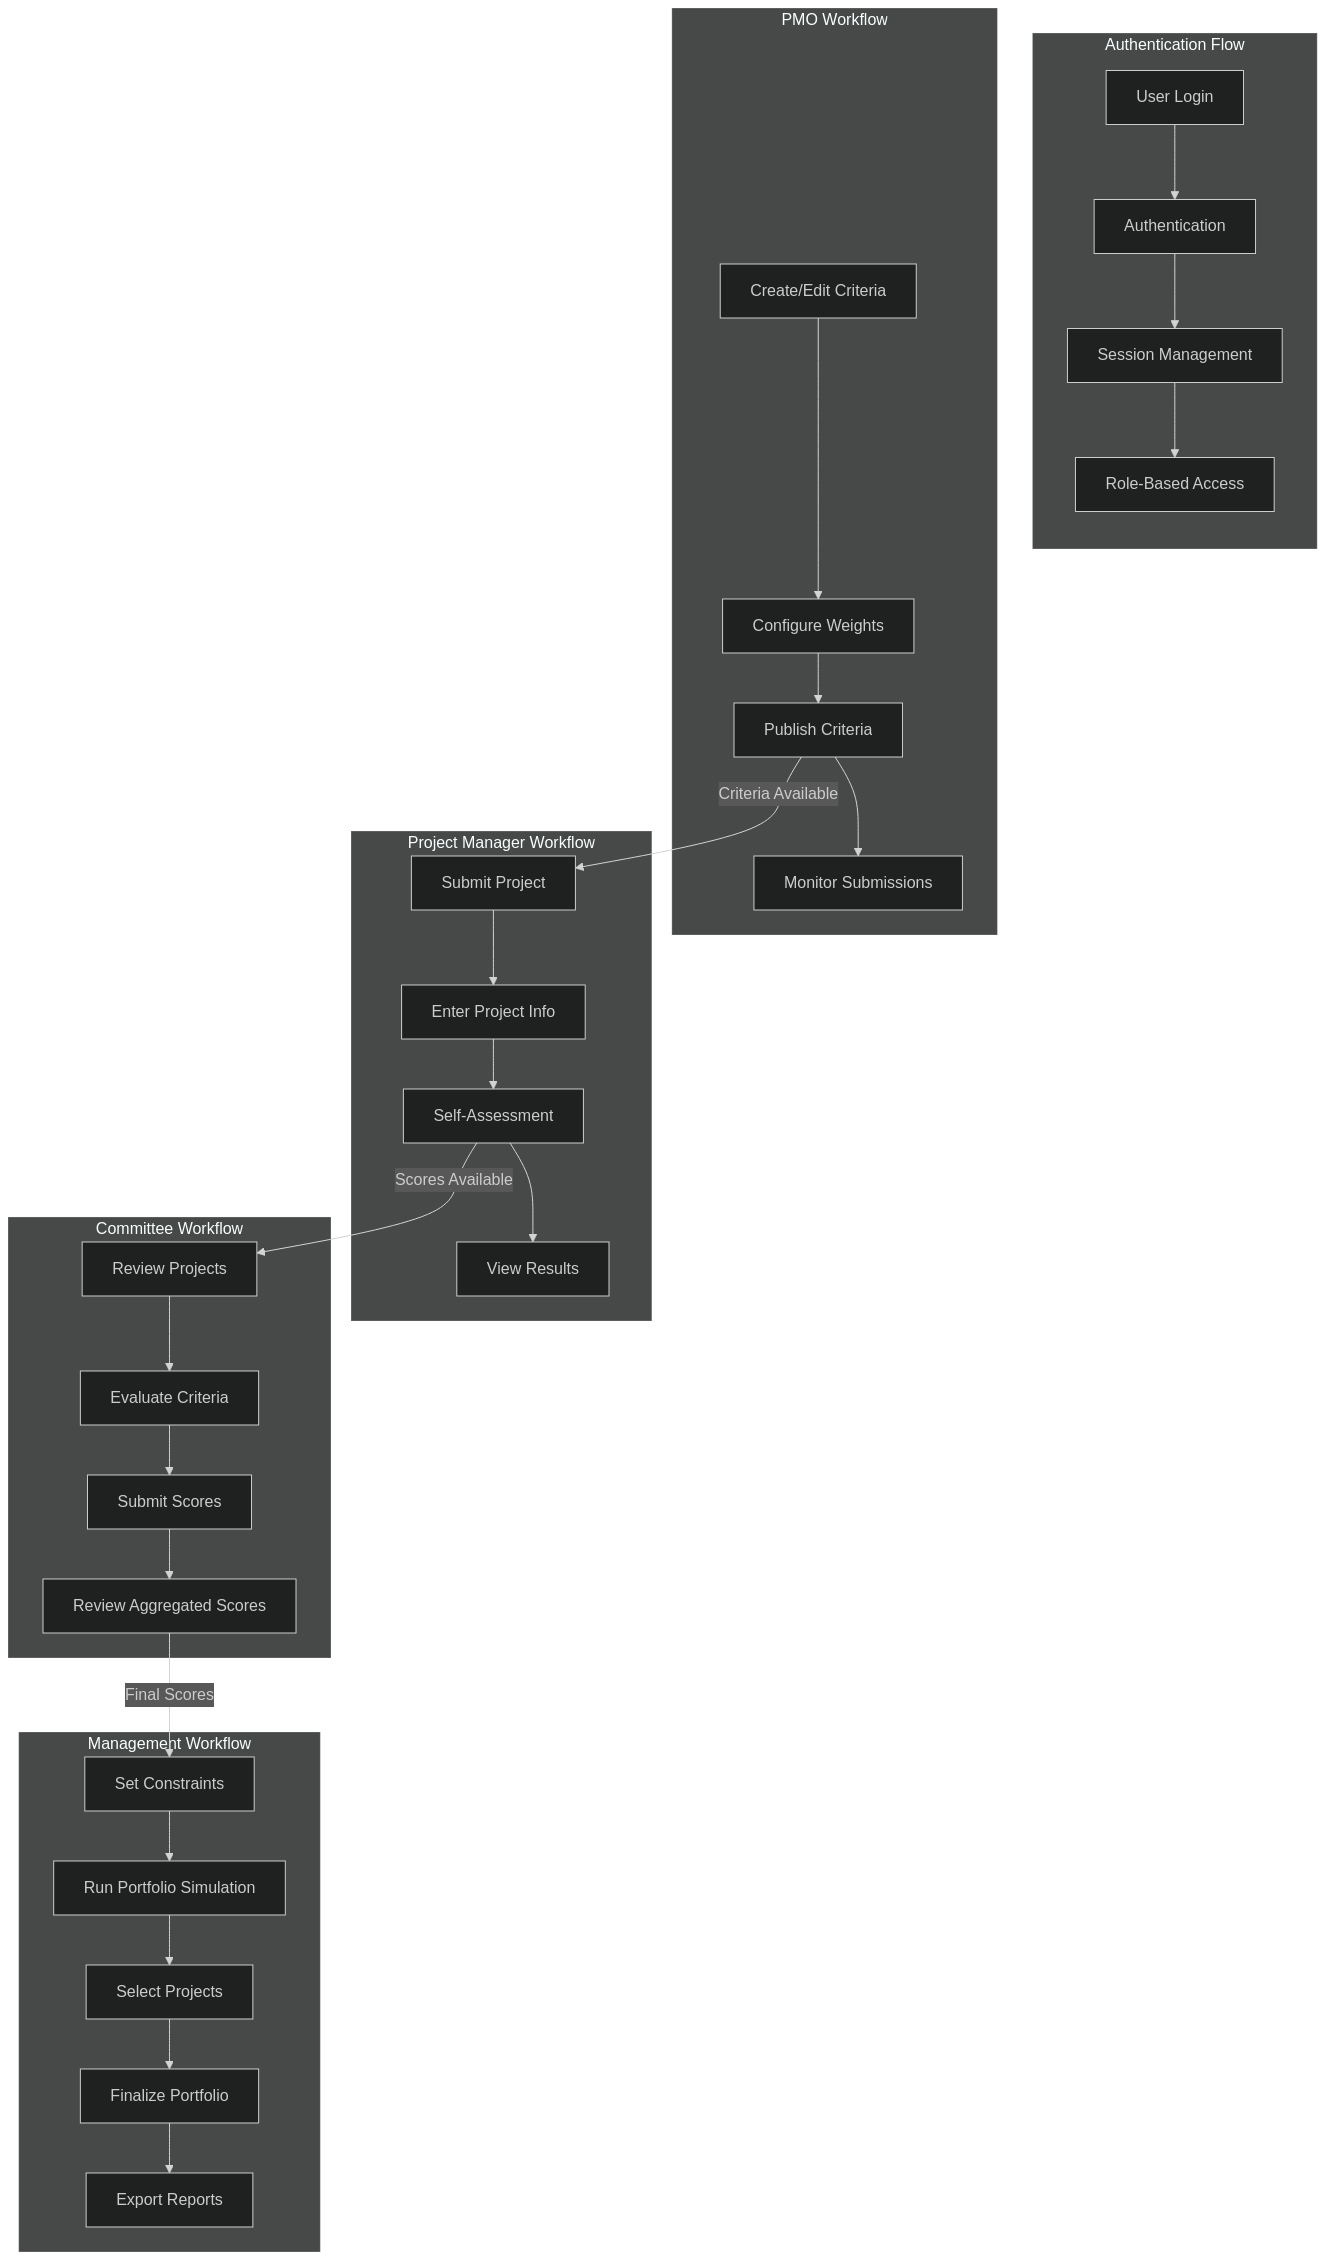 PMO Workflow
Create/Edit Criteria
Configure Weights
Publish Criteria
Criteria Available
Monitor Submissions
Authentication Flow
User Login
Authentication
Session Management
Role-Based Access
Project Manager Workflow
Submit Project
Enter Project Info
Self-Assessment
Scores Available
View Results
Committee Workflow
Review Projects
Evaluate Criteria
Submit Scores
Review Aggregated Scores
Final Scores
Management Workflow
Set Constraints
Run Portfolio Simulation
Select Projects
Finalize Portfolio
Export Reports